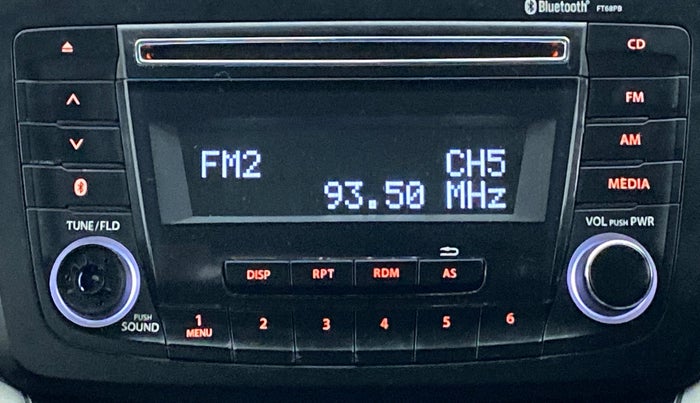 Bluetooth® FT68PB
CD
FM
AM
MEDIA
FM2 CH5
93.50 MHz
TUNE/FLD
VOL PUSH PWR
DISP RPT RDM AS
PUSH
SOUND
1 2 3 4 5 6
MENU